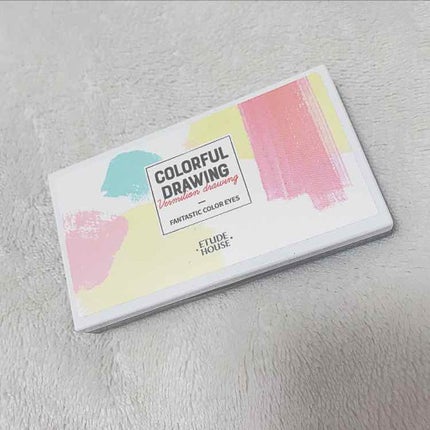 COLORFUL
DRAWING
Vermilion drawing
FANTASTIC COLOR EYES
ETUDE
HOUSE